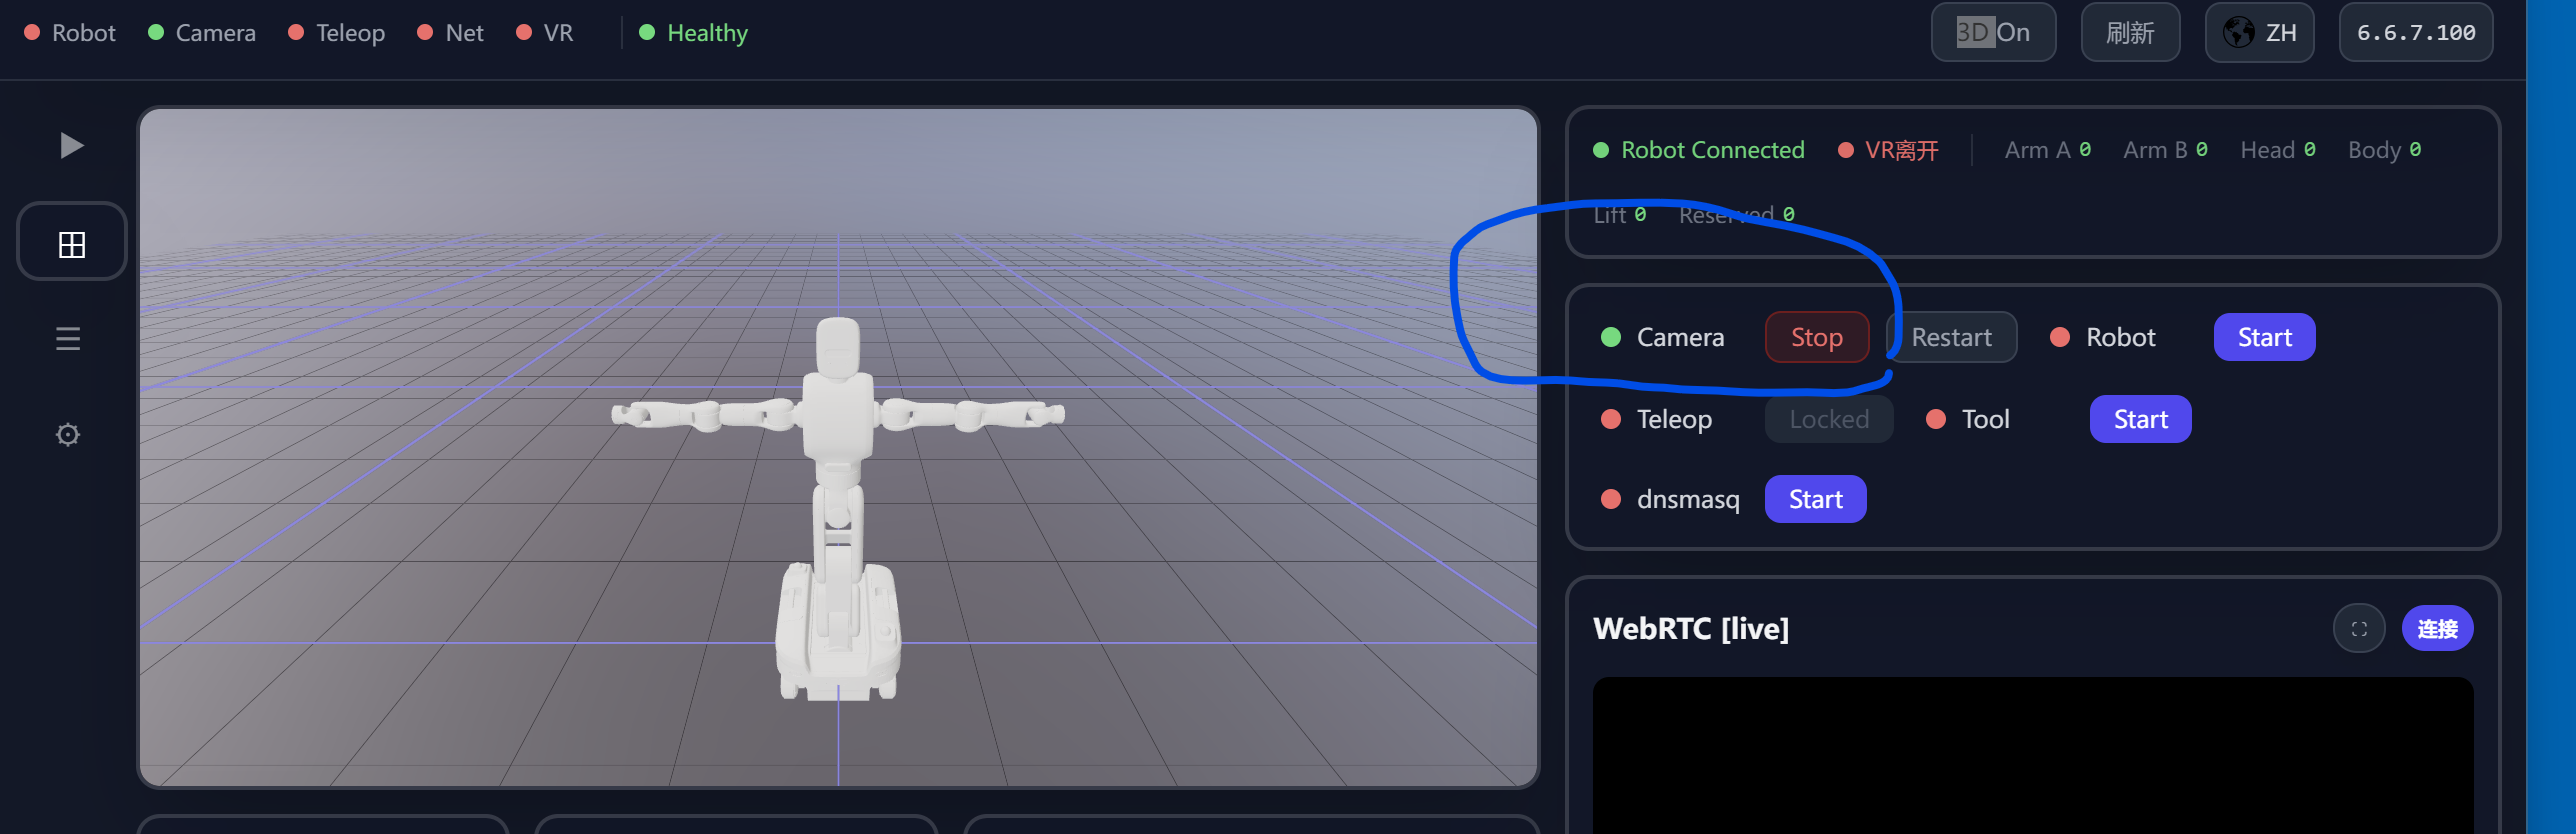 Robot Camera Teleop Net VR Healthy 3D On 刷新 ZH 6.6.7.100
Robot Connected VR离开 Arm A 0 Arm B 0 Head 0 Body 0
Lift 0 Reserved 0
Camera Stop Restart Robot Start
Teleop Locked Tool Start
dnsmasq Start
WebRTC [live] 连接